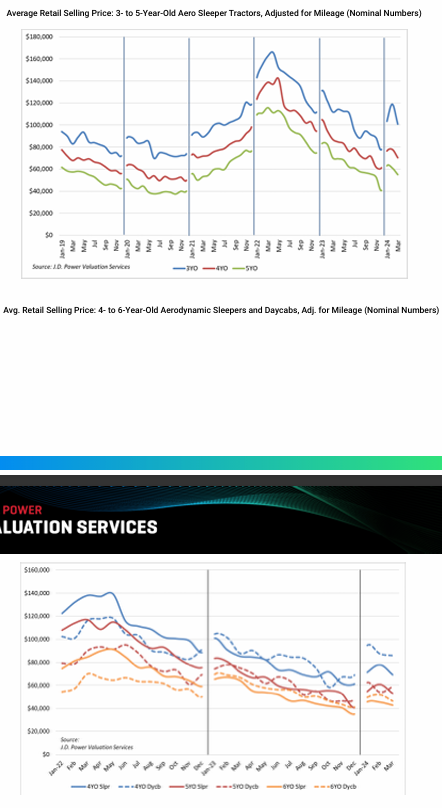 Average Retail Selling Price: 3- to 5-Year-Old Aero Sleeper Tractors, Adjusted for Mileage (Nominal Numbers)
$180,000
$160,000
$140,000
$120,000
$100,000
$80,000
$60,000
$40,000
$20,000
$0
Jan-19 Mar May Jul Sep Nov Jan-20 Mar May Jul Sep Nov Jan-21 Mar May Jul Sep Nov Jan-22 Mar May Jul Sep Nov Jan-23 Mar May Jul Sep Nov Jan-24 Mar
Source: J.D. Power Valuation Services
3YO 4YO 5YO
Avg. Retail Selling Price: 4- to 6-Year-Old Aerodynamic Sleepers and Daycabs, Adj. for Mileage (Nominal Numbers)
POWER
LUATION SERVICES
$160,000
$140,000
$120,000
$100,000
$80,000
$60,000
$40,000
$20,000
$0
Source:
J.D. Power Valuation Services
Jan-22 Feb Mar Apr May Jun Jul Aug Sep Oct Nov Dec Jan-23 Feb Mar Apr May Jun Jul Aug Sep Oct Nov Dec Jan-24 Feb Mar
4YO Slpr 4YO Dycb 5YO Slpr 5YO Dycb 6YO Slpr 6YO Dycb